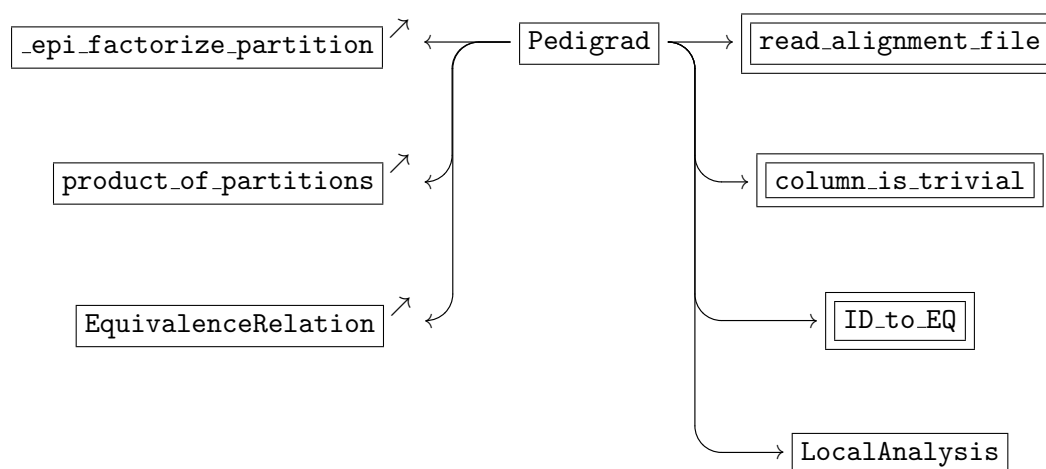 _epi_factorize_partition
Pedigrad
read_alignment_file
product_of_partitions
column_is_trivial
EquivalenceRelation
ID_to_EQ
LocalAnalysis